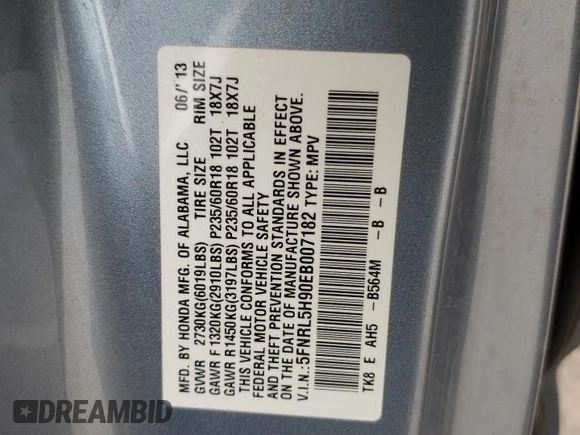 MFD. BY HONDA MFG. OF ALABAMA, LLC 06/'13
GVWR 2730KG(6019LBS) TIRE SIZE RIM SIZE
GAWR F 1320KG(2910LBS) P235/60R18 102T 18X7J
GAWR R1450KG(3197LBS) P235/60R18 102T 18X7J
THIS VEHICLE CONFORMS TO ALL APPLICABLE
FEDERAL MOTOR VEHICLE SAFETY
AND THEFT PREVENTION STANDARDS IN EFFECT
ON THE DATE OF MANUFACTURE SHOWN ABOVE.
V.I.N.:5FNRL5H90EB007182 TYPE: MPV
TK8 E AH5 -B564M -B -B
DREAMBID